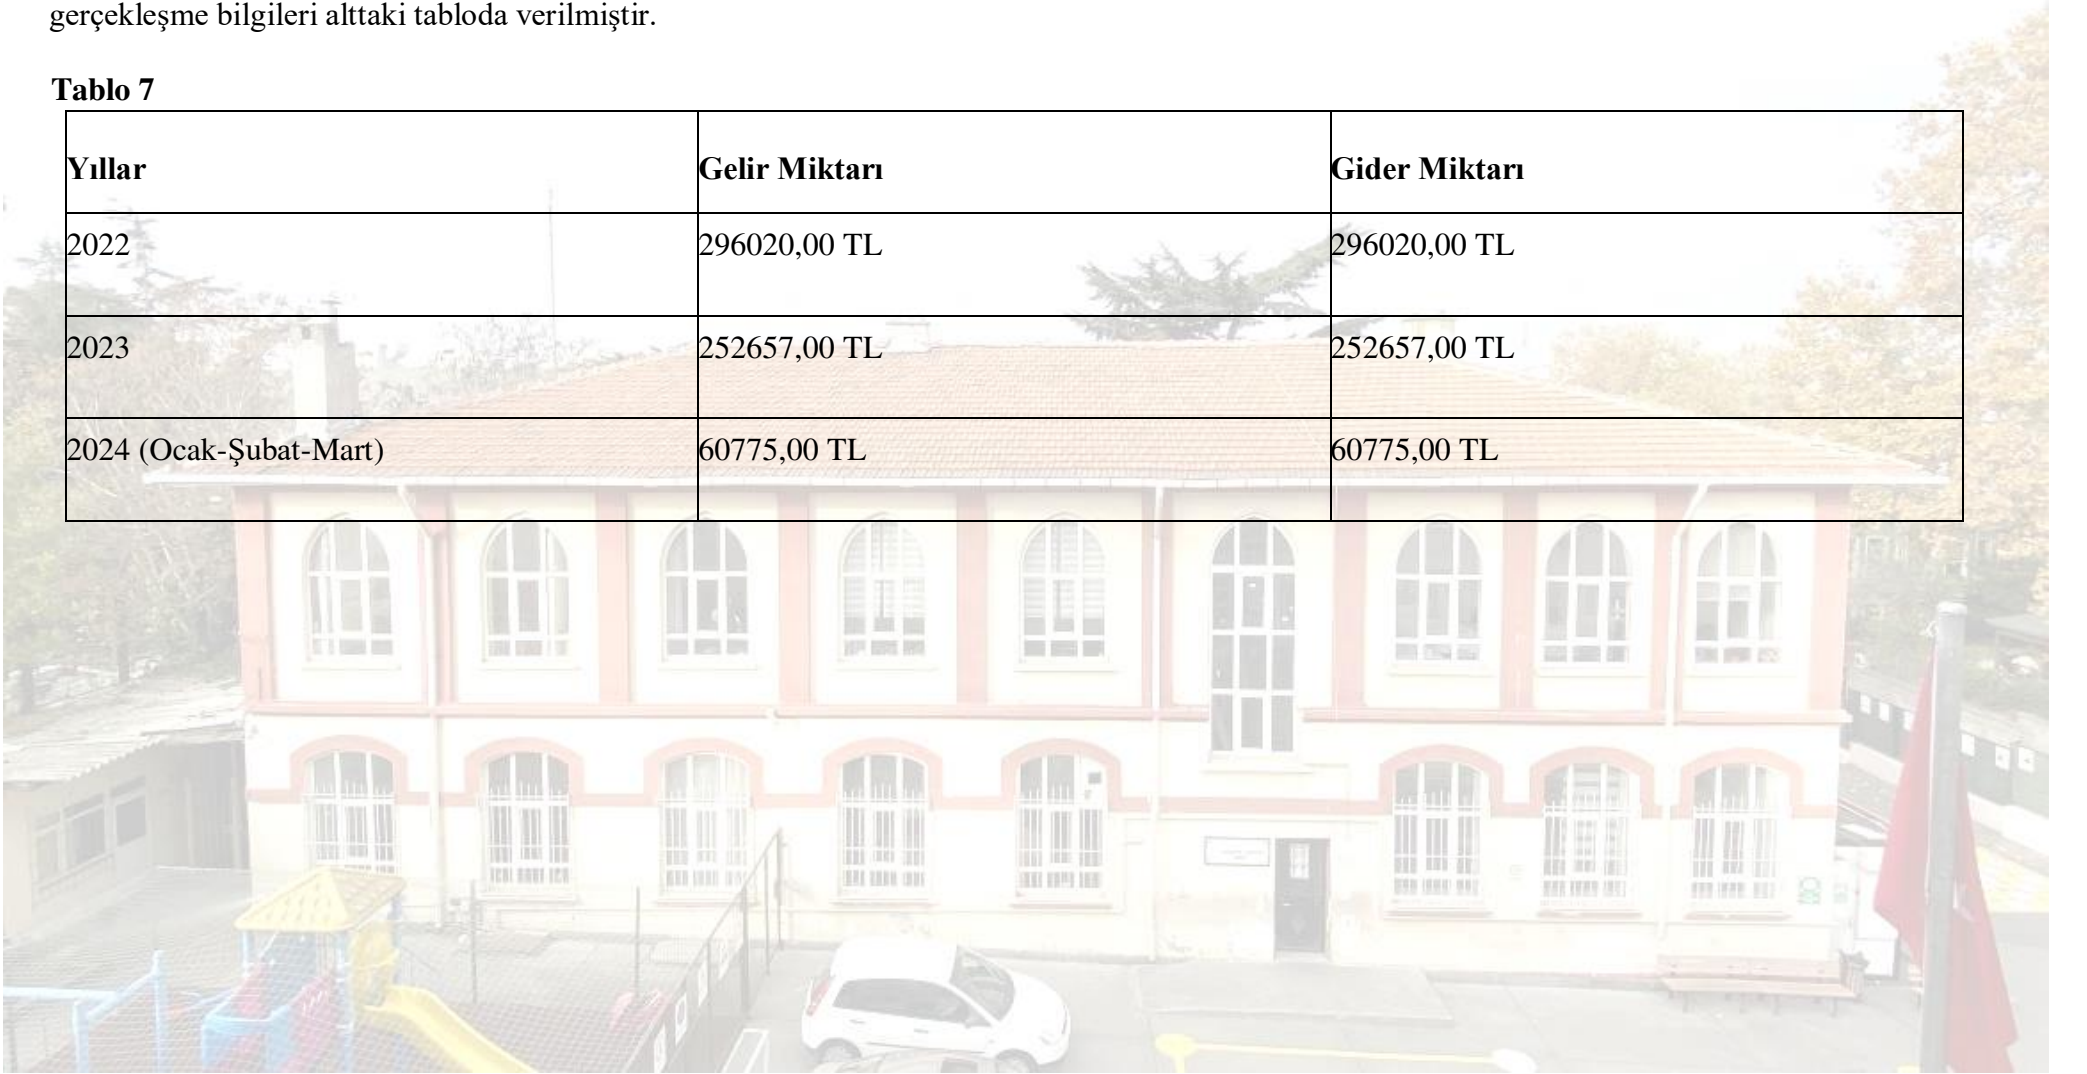 gerçekleşme bilgileri alttaki tabloda verilmiştir.
Tablo 7
Yıllar Gelir Miktarı Gider Miktarı
2022 296020,00 TL 296020,00 TL
2023 252657,00 TL 252657,00 TL
2024 (Ocak-Şubat-Mart) 60775,00 TL 60775,00 TL